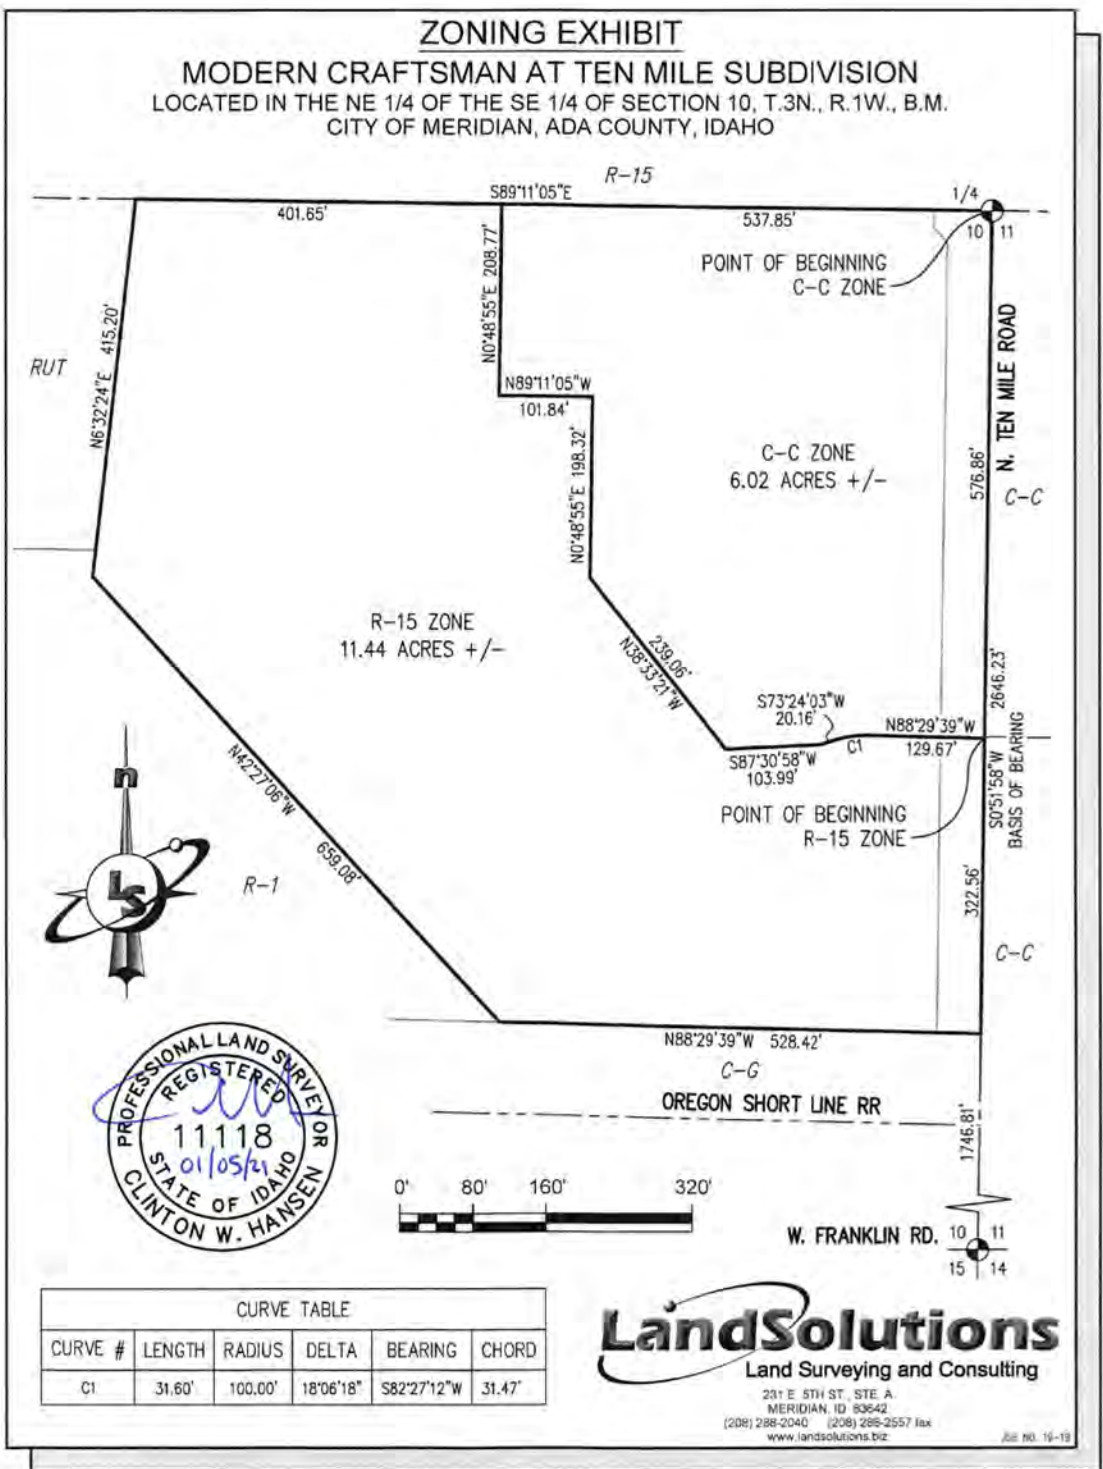 ZONING EXHIBIT
MODERN CRAFTSMAN AT TEN MILE SUBDIVISION
LOCATED IN THE NE 1/4 OF THE SE 1/4 OF SECTION 10, T.3N., R.1W., B.M.
CITY OF MERIDIAN, ADA COUNTY, IDAHO
R-15
S89°11'05"E
401.65'
537.85'
1/4
10 11
POINT OF BEGINNING
C-C ZONE
N0°48'55"E 208.77'
N6°32'24"E 415.20'
RUT
N89°11'05"W
101.84'
N. TEN MILE ROAD
C-C ZONE
6.02 ACRES +/-
576.86'
C-C
N0°48'55"E 198.32'
R-15 ZONE
11.44 ACRES +/-
239.06'
N38°33'21"W
2646.23'
S0°51'58"W
BASIS OF BEARING
S73°24'03"W
20.16'
N88°29'39"W
129.67'
C1
S87°30'58"W
103.99'
POINT OF BEGINNING
R-15 ZONE
N42°27'06"W
659.08'
n
LS
R-1
322.56'
C-C
N88°29'39"W 528.42'
C-G
OREGON SHORT LINE RR
1746.81'
PROFESSIONAL LAND SURVEYOR
REGISTERED
11118
01/05/21
STATE OF IDAHO
CLINTON W. HANSEN
0' 80' 160' 320'
W. FRANKLIN RD.
10 11
15 14
CURVE TABLE
CURVE # LENGTH RADIUS DELTA BEARING CHORD
C1 31.60' 100.00' 18°06'18" S82°27'12"W 31.47'
LandSolutions
Land Surveying and Consulting
231 E. 5TH ST., STE. A
MERIDIAN, ID 83642
(208) 288-2040 (208) 288-2557 fax
www.landsolutions.biz
JOB NO. 19-19